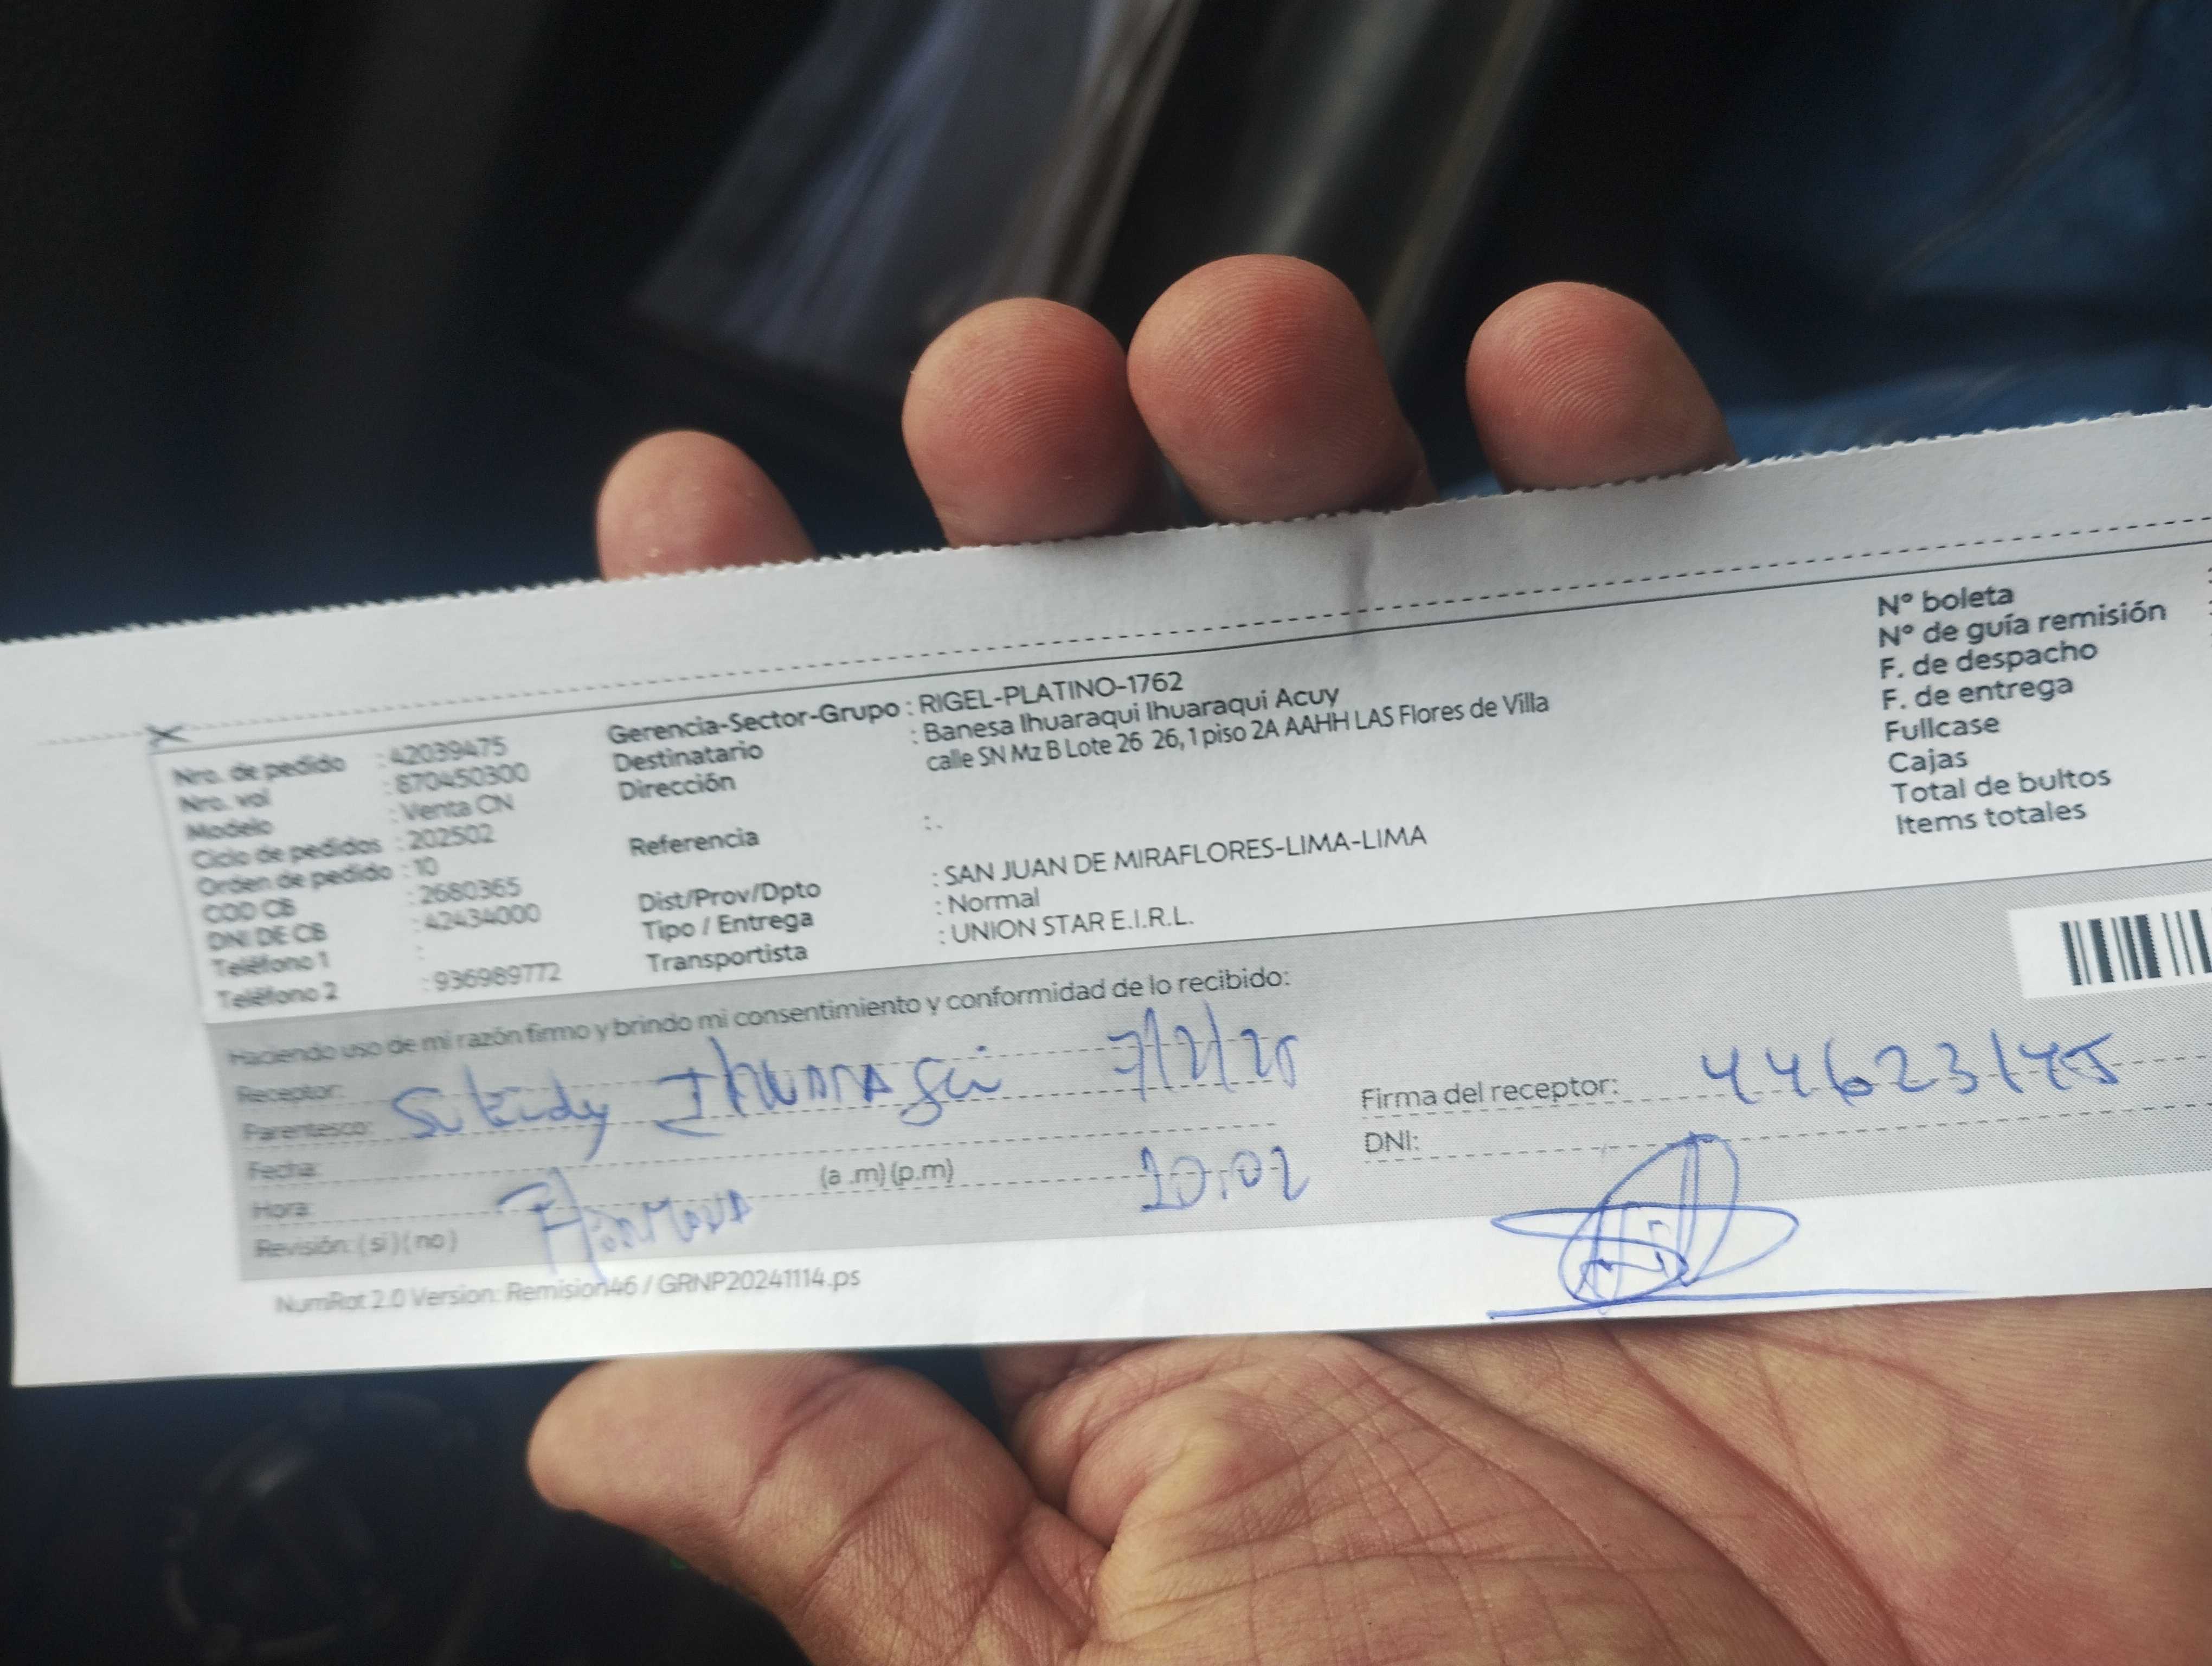 Nro. de pedido : 42039475
Nro. vol : 870450300
Modelo : Venta CN
Ciclo de pedidos : 202502
Orden de pedido : 10
COD CB : 2680365
DNI DE CB : 42434000
Teléfono 1 :
Teléfono 2 : 936989772
Gerencia-Sector-Grupo : RIGEL-PLATINO-1762
Destinatario : Banesa Ihuaraqui Ihuaraqui Acuy
Dirección calle SN Mz B Lote 26 26, 1 piso 2A AAHH LAS Flores de Villa
Referencia : .
Dist/Prov/Dpto : SAN JUAN DE MIRAFLORES-LIMA-LIMA
Tipo / Entrega : Normal
Transportista : UNION STAR E.I.R.L.
N° boleta
N° de guía remisión
F. de despacho
F. de entrega
Fullcase
Cajas
Total de bultos
Items totales
Haciendo uso de mi razón firmo y brindo mi consentimiento y conformidad de lo recibido:
Receptor: 7/2/25
Parentesco:
Fecha:
Hora: (a .m) (p.m) 10:02
Revisión: ( si ) ( no )
Firma del receptor: 44623145
DNI:
NumRot 2.0 Version: Remision46 / GRNP20241114.ps